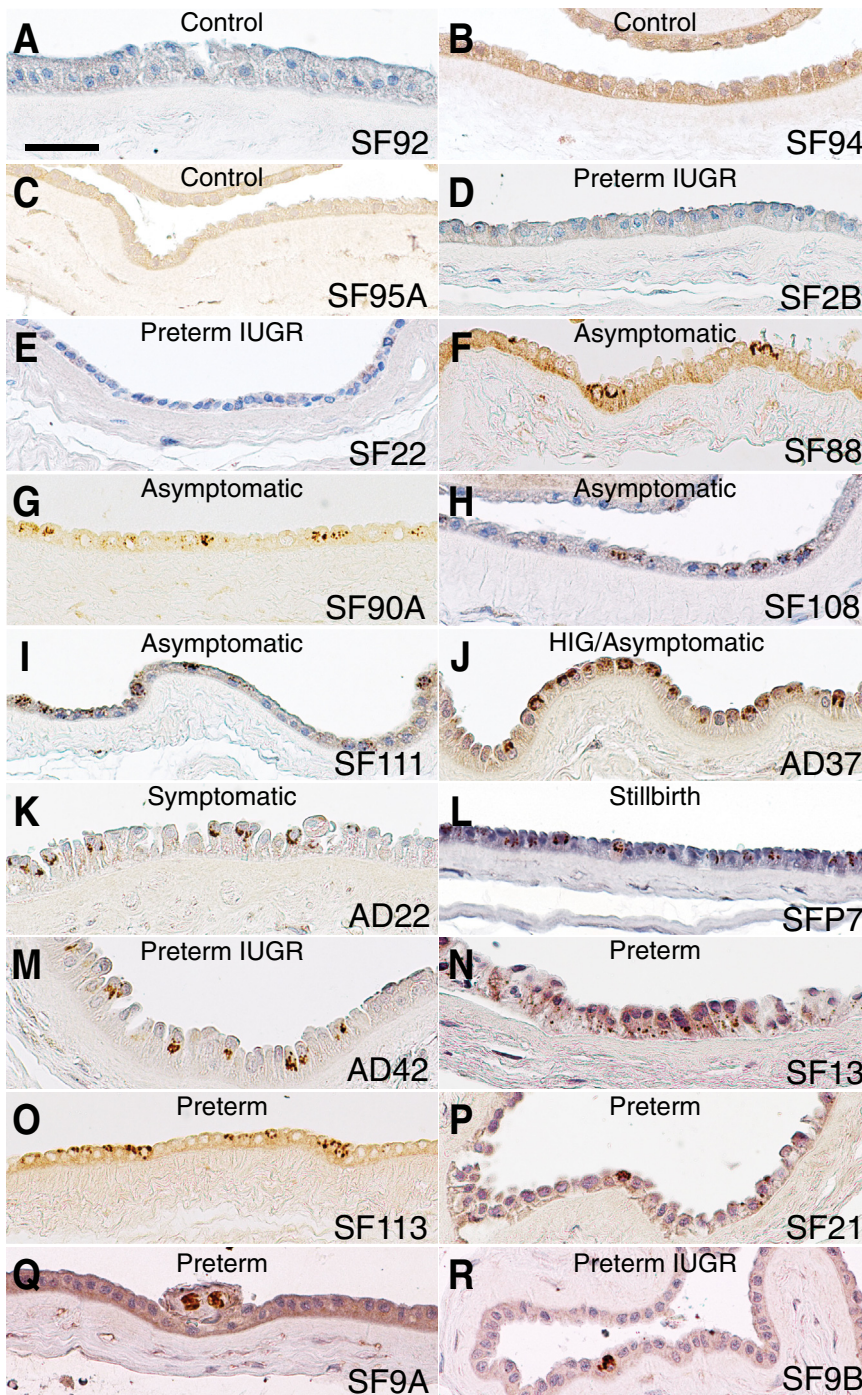 A Control SF92
B Control SF94
C Control SF95A
D Preterm IUGR SF2B
E Preterm IUGR SF22
F Asymptomatic SF88
G Asymptomatic SF90A
H Asymptomatic SF108
I Asymptomatic SF111
J HIG/Asymptomatic AD37
K Symptomatic AD22
L Stillbirth SFP7
M Preterm IUGR AD42
N Preterm SF13
O Preterm SF113
P Preterm SF21
Q Preterm SF9A
R Preterm IUGR SF9B